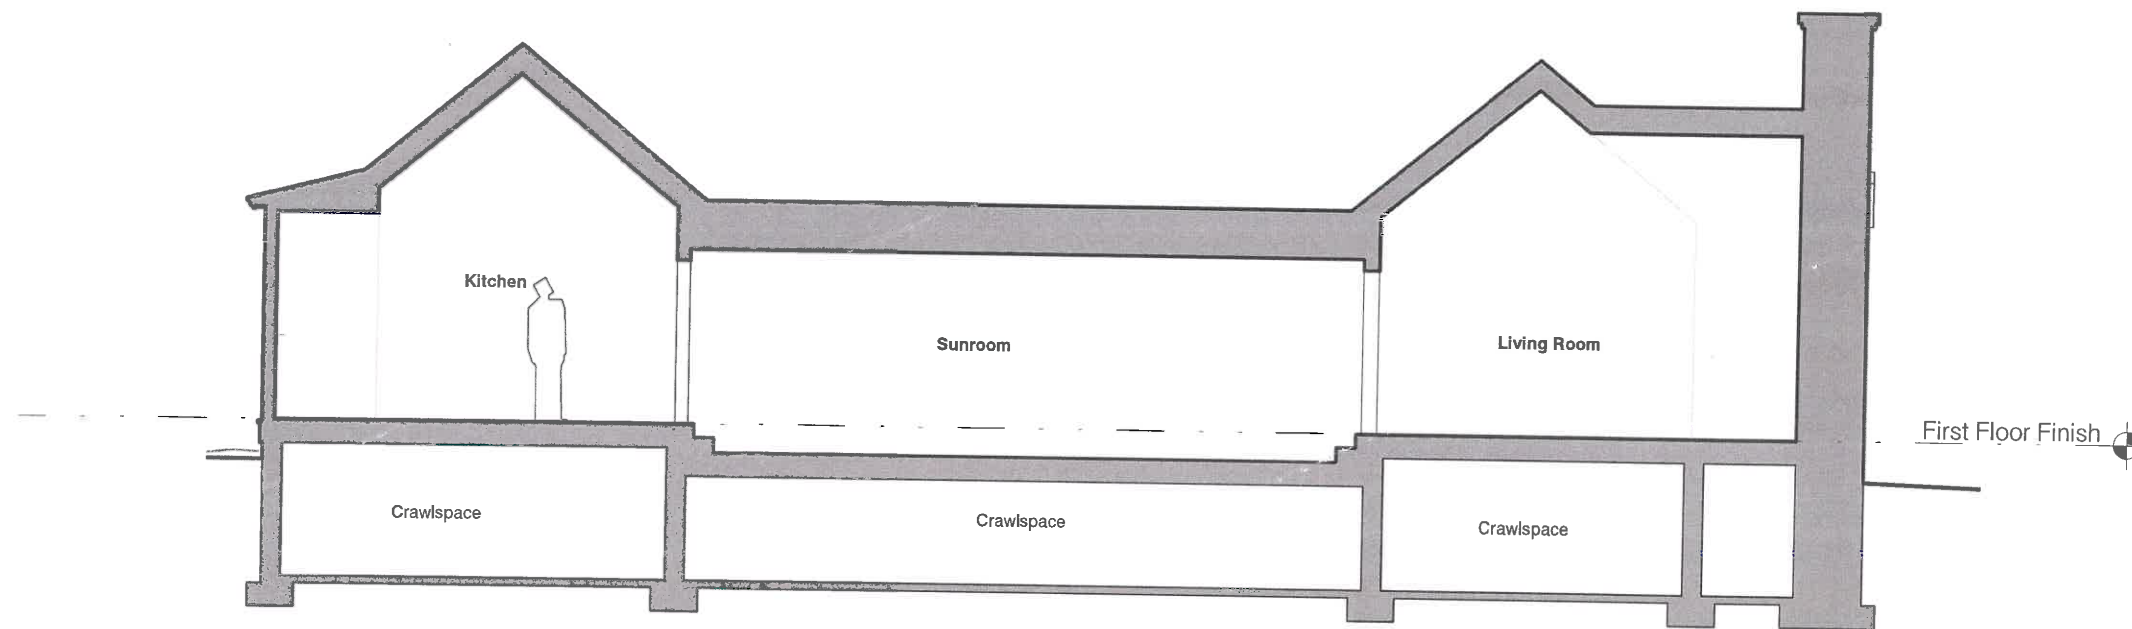 Kitchen
Sunroom
Living Room
First Floor Finish
Crawlspace
Crawlspace
Crawlspace